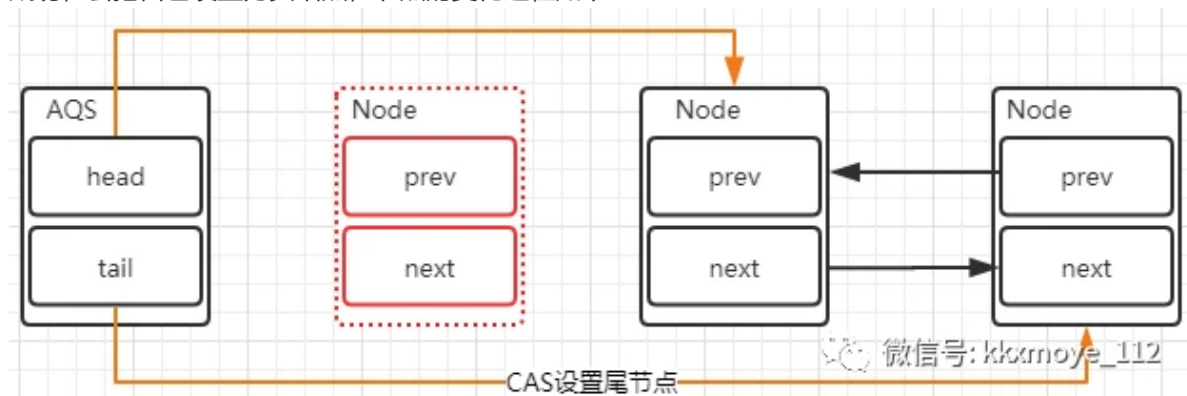 AQS
Node
Node
Node
head
prev
prev
prev
tail
next
next
next
微信号: kkxmoye_112
CAS设置尾节点